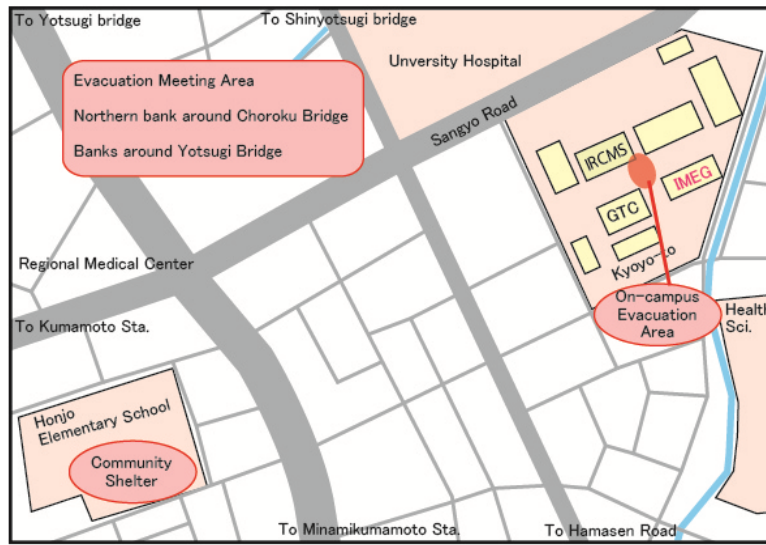 To Yotsugi bridge
To Shinyotsugi bridge
Evacuation Meeting Area
Northern bank around Choroku Bridge
Banks around Yotsugi Bridge
Unversity Hospital
Sangyo Road
IRCMS
IMEG
GTC
Kyoyo-to
On-campus
Evacuation
Area
Health
Sci.
Regional Medical Center
To Kumamoto Sta.
Honjo
Elementary School
Community
Shelter
To Minamikumamoto Sta.
To Hamasen Road